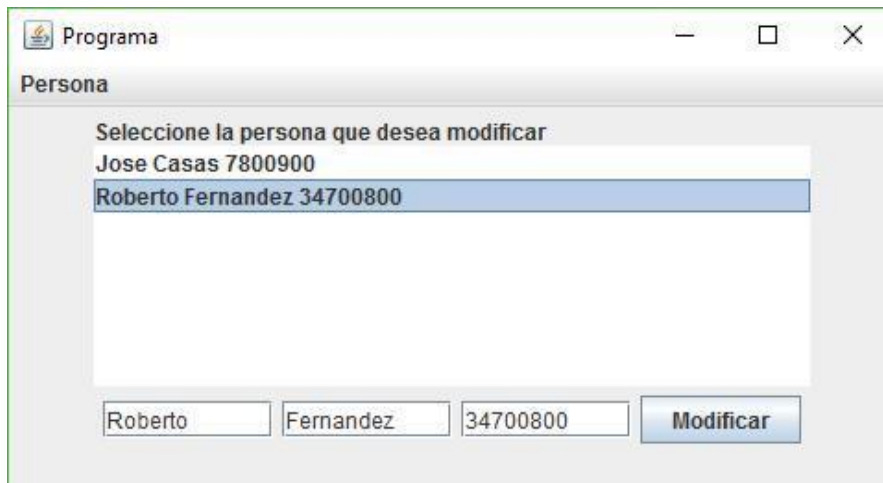 Programa
Persona
Seleccione la persona que desea modificar
Jose Casas 7800900
Roberto Fernandez 34700800
Roberto Fernandez 34700800 Modificar